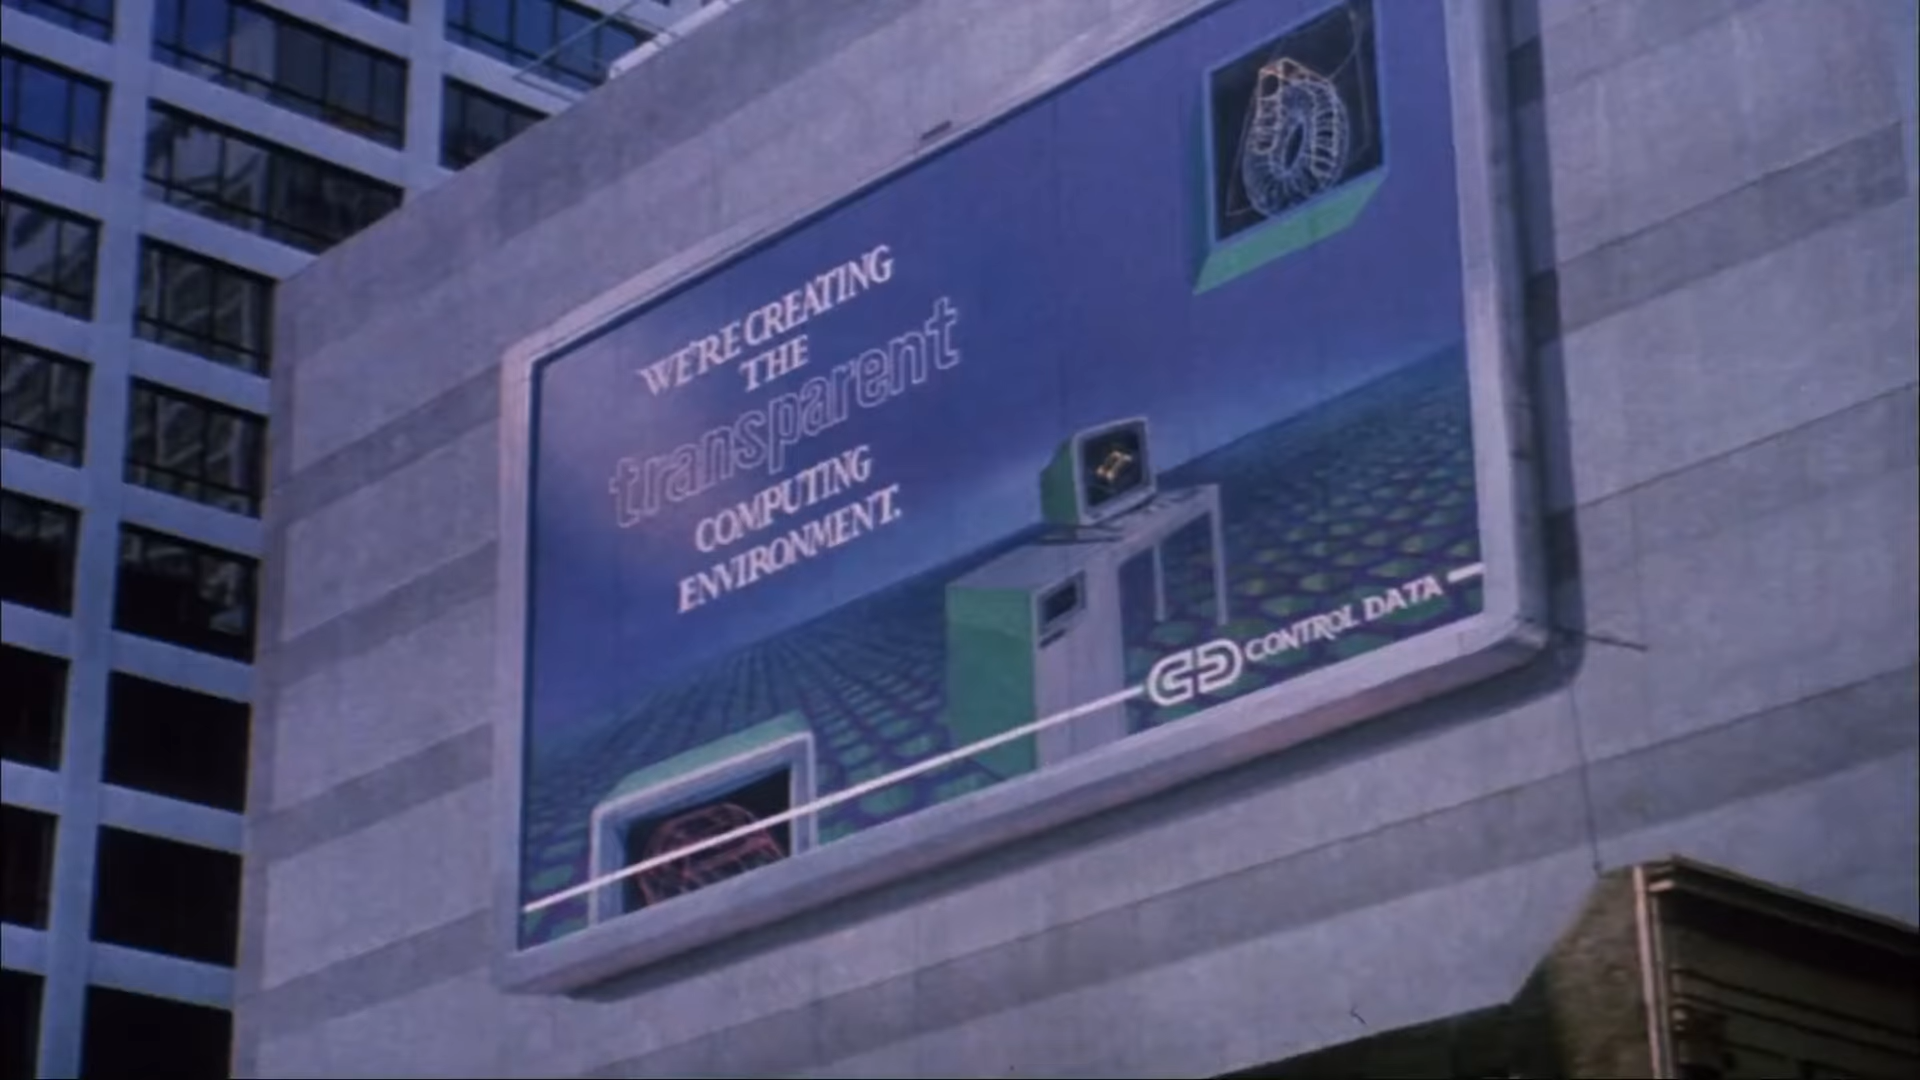 WE'RE CREATING
THE
transparent
COMPUTING
ENVIRONMENT.
CONTROL DATA